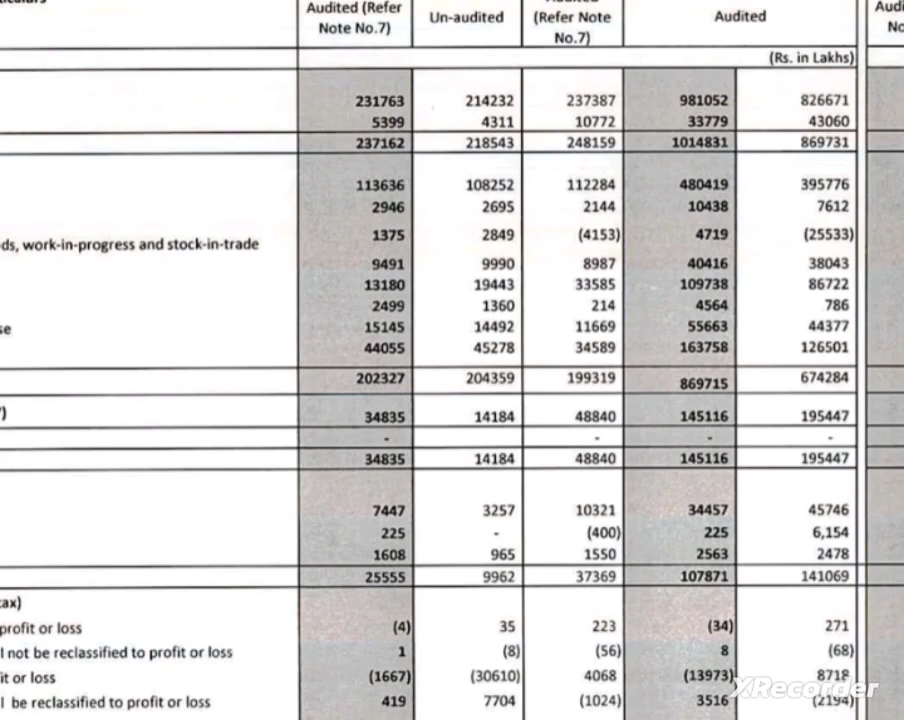 Audited (Refer Note No.7) Un-audited (Refer Note No.7) Audited
(Rs. in Lakhs)
231763 214232 237387 981052 826671
5399 4311 10772 33779 43060
237162 218543 248159 1014831 869731
113636 108252 112284 480419 395776
2946 2695 2144 10438 7612
ds, work-in-progress and stock-in-trade 1375 2849 (4153) 4719 (25533)
9491 9990 8987 40416 38043
13180 19443 33585 109738 86722
2499 1360 214 4564 786
se 15145 14492 11669 55663 44377
44055 45278 34589 163758 126501
202327 204359 199319 869715 674284
34835 14184 48840 145116 195447
- - - -
34835 14184 48840 145116 195447
7447 3257 10321 34457 45746
225 - (400) 225 6,154
1608 965 1550 2563 2478
25555 9962 37369 107871 141069
tax)
profit or loss (4) 35 223 (34) 271
l not be reclassified to profit or loss 1 (8) (56) 8 (68)
it or loss (1667) (30610) 4068 (13973) 8718
l be reclassified to profit or loss 419 7704 (1024) 3516 (2194)
XRecorder